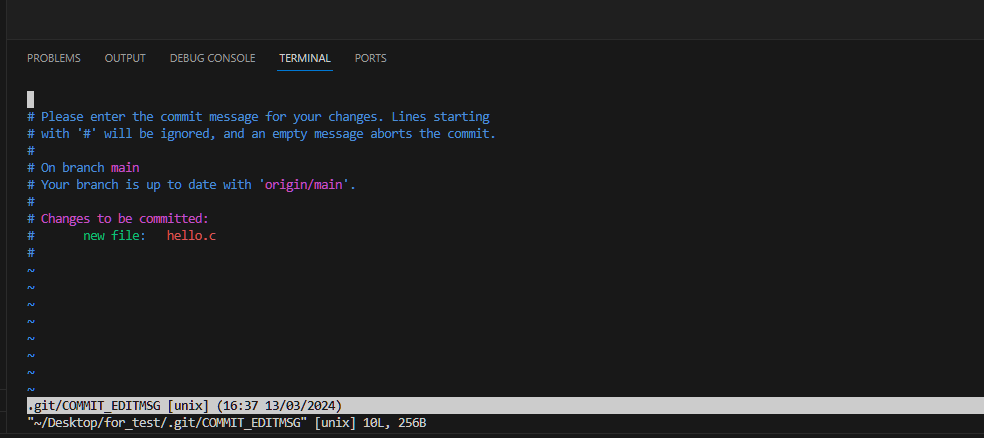 PROBLEMS OUTPUT DEBUG CONSOLE TERMINAL PORTS
# Please enter the commit message for your changes. Lines starting
# with '#' will be ignored, and an empty message aborts the commit.
#
# On branch main
# Your branch is up to date with 'origin/main'.
#
# Changes to be committed:
#       new file:   hello.c
#
~
~
~
~
~
~
~
~
.git/COMMIT_EDITMSG [unix] (16:37 13/03/2024)
"~/Desktop/for_test/.git/COMMIT_EDITMSG" [unix] 10L, 256B